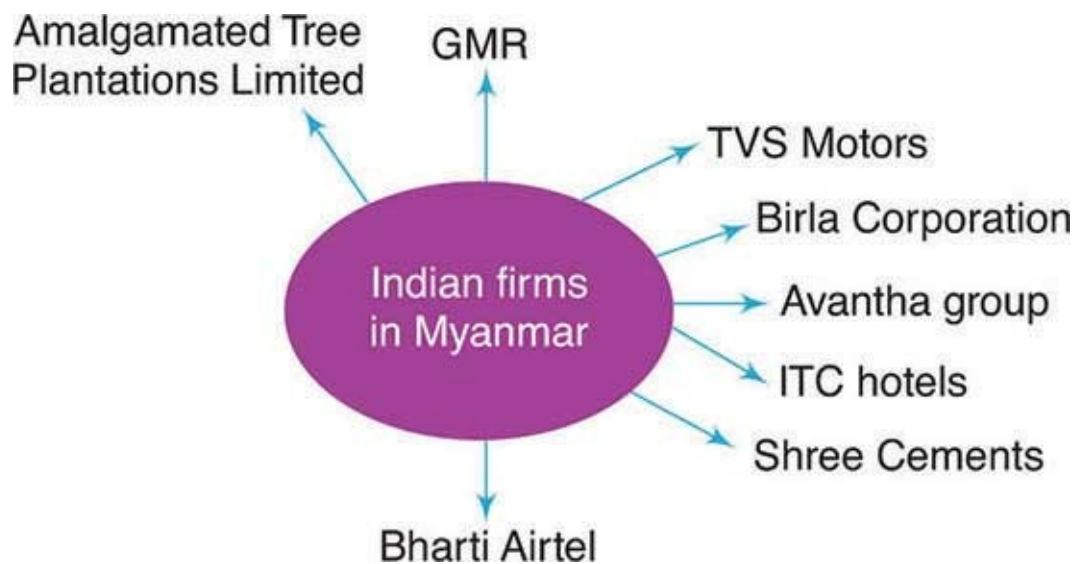 Amalgamated Tree
Plantations Limited
GMR
TVS Motors
Birla Corporation
Avantha group
ITC hotels
Shree Cements
Bharti Airtel
Indian firms
in Myanmar